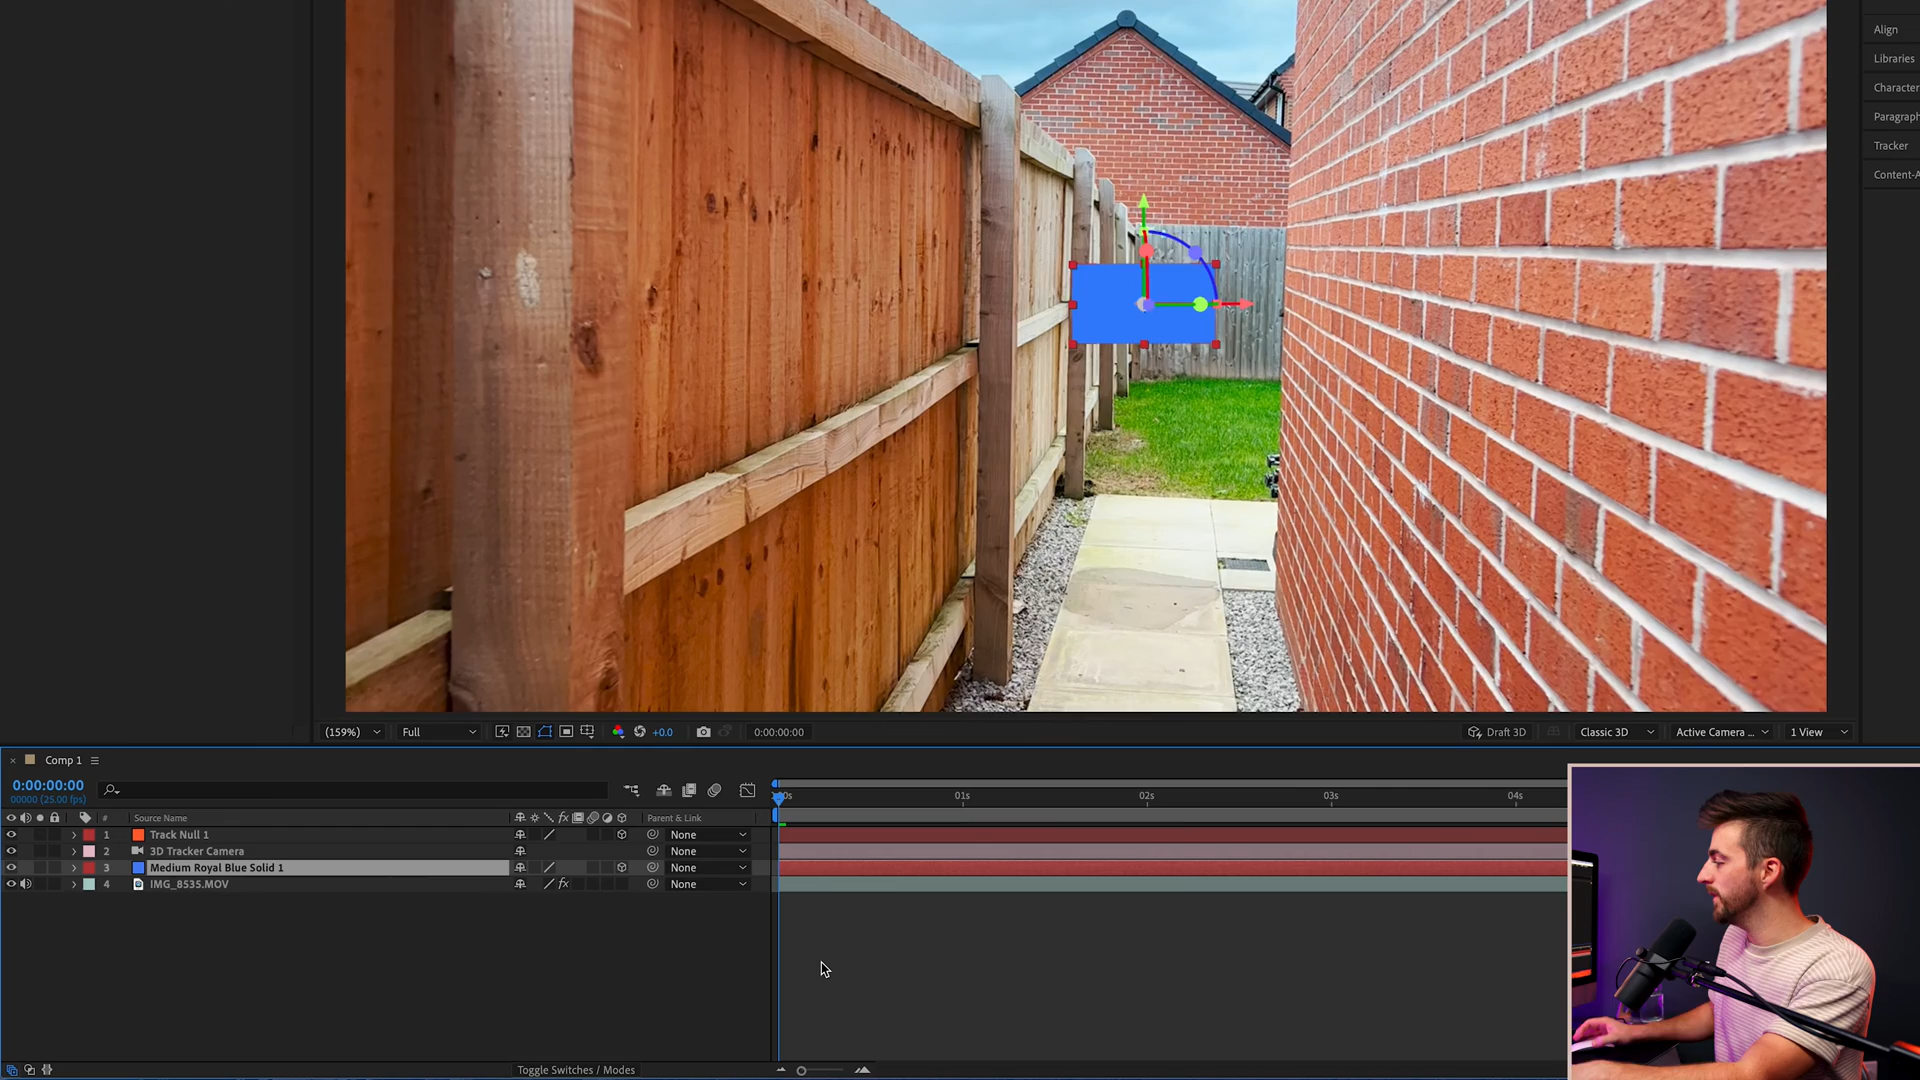 Align
Libraries
Character
Paragraph
Tracker
Content-A
(159%)
Full
+0.0
0:00:00:00
Draft 3D
Classic 3D
Active Camera ...
1 View
Comp 1
0:00:00:00
00000 (25.00 fps)
01s
02s
03s
04s
#
Source Name
fx
Parent & Link
1
Track Null 1
None
2
3D Tracker Camera
None
3
Medium Royal Blue Solid 1
None
4
IMG_8535.MOV
fx
None
Toggle Switches / Modes